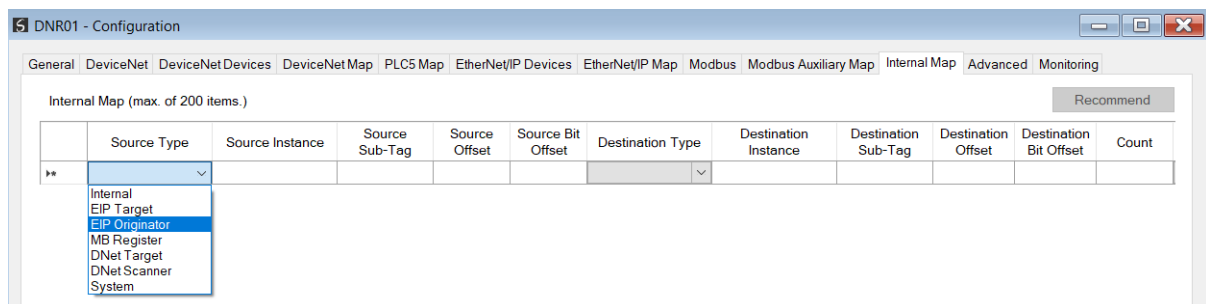 DNR01 - Configuration
General DeviceNet DeviceNet Devices DeviceNet Map PLC5 Map EtherNet/IP Devices EtherNet/IP Map Modbus Modbus Auxiliary Map Internal Map Advanced Monitoring
Internal Map (max. of 200 items.) Recommend
Source Type Source Instance Source Sub-Tag Source Offset Source Bit Offset Destination Type Destination Instance Destination Sub-Tag Destination Offset Destination Bit Offset Count
Internal
EIP Target
EIP Originator
MB Register
DNet Target
DNet Scanner
System